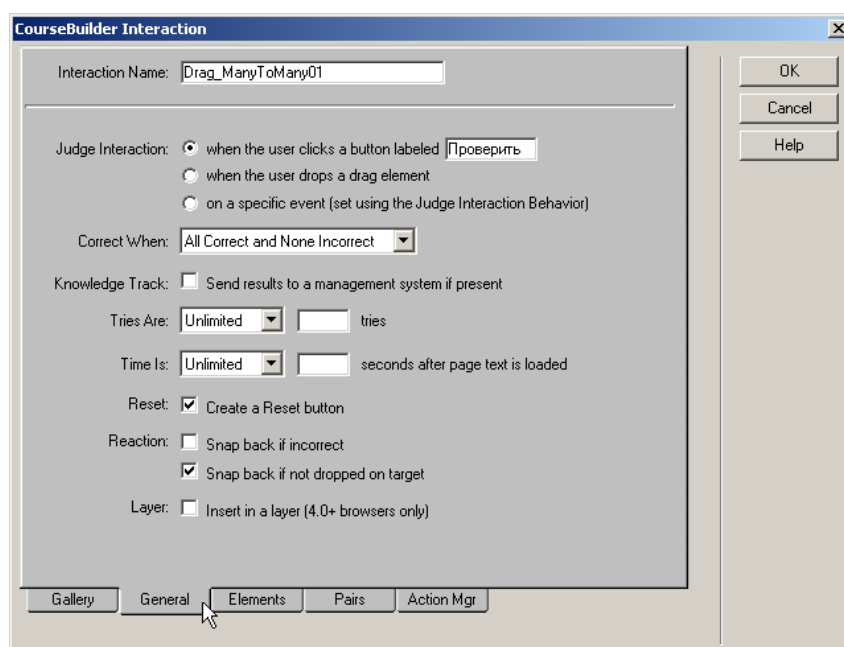 CourseBuilder Interaction
Interaction Name: Drag_ManyToMany01
OK
Cancel
Help
Judge Interaction: when the user clicks a button labeled Проверить
when the user drops a drag element
on a specific event (set using the Judge Interaction Behavior)
Correct When: All Correct and None Incorrect
Knowledge Track: Send results to a management system if present
Tries Are: Unlimited tries
Time Is: Unlimited seconds after page text is loaded
Reset: Create a Reset button
Reaction: Snap back if incorrect
Snap back if not dropped on target
Layer: Insert in a layer (4.0+ browsers only)
Gallery General Elements Pairs Action Mgr